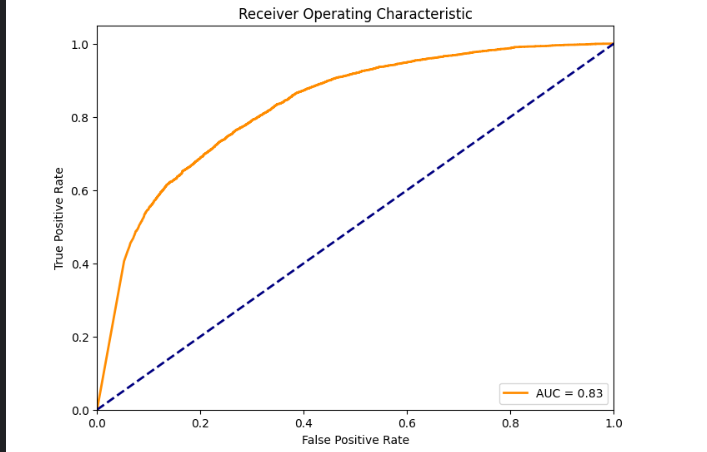 Receiver Operating Characteristic
1.0
0.8
0.6
0.4
0.2
0.0
True Positive Rate
AUC = 0.83
0.0 0.2 0.4 0.6 0.8 1.0
False Positive Rate